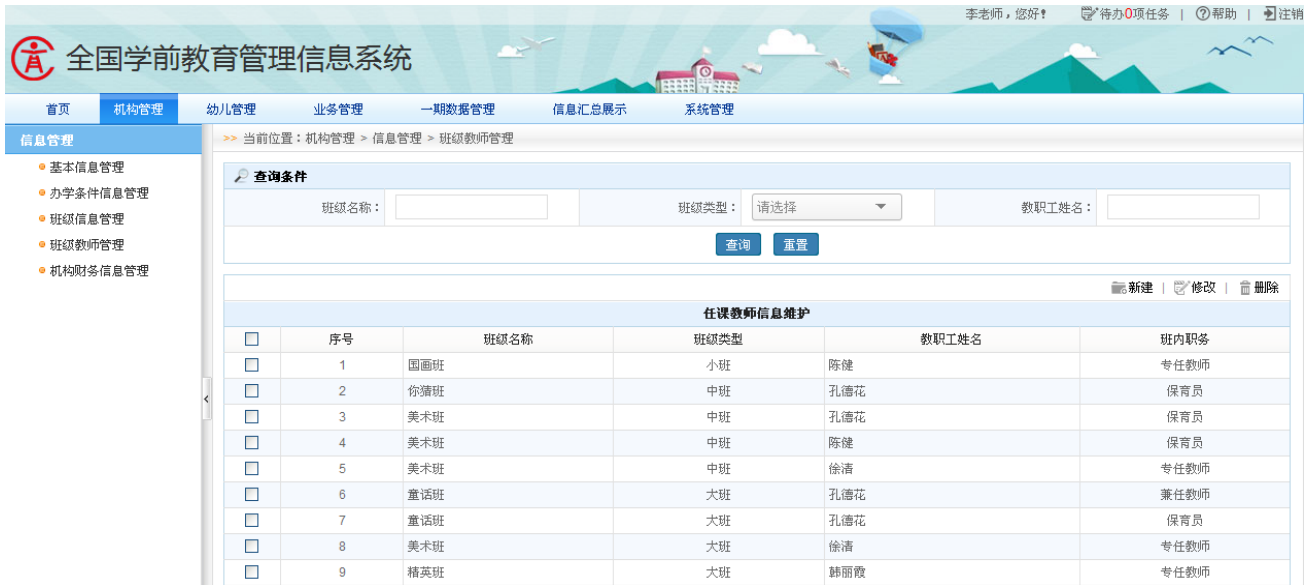 李老师，您好！ 待办0项任务 | 帮助 | 注销
全国学前教育管理信息系统
首页 机构管理 幼儿管理 业务管理 一期数据管理 信息汇总展示 系统管理
信息管理
>> 当前位置：机构管理 > 信息管理 > 班级教师管理
基本信息管理
办学条件信息管理
班级信息管理
班级教师管理
机构财务信息管理
查询条件
班级名称： 班级类型： 请选择 教职工姓名：
查询 重置
新建 | 修改 | 删除
任课教师信息维护
序号 班级名称 班级类型 教职工姓名 班内职务
1 国画班 小班 陈健 专任教师
2 你猜班 中班 孔德花 保育员
3 美术班 中班 孔德花 保育员
4 美术班 中班 陈健 保育员
5 美术班 中班 徐清 专任教师
6 童话班 大班 孔德花 兼任教师
7 童话班 大班 孔德花 保育员
8 美术班 大班 徐清 专任教师
9 精英班 大班 韩丽霞 专任教师